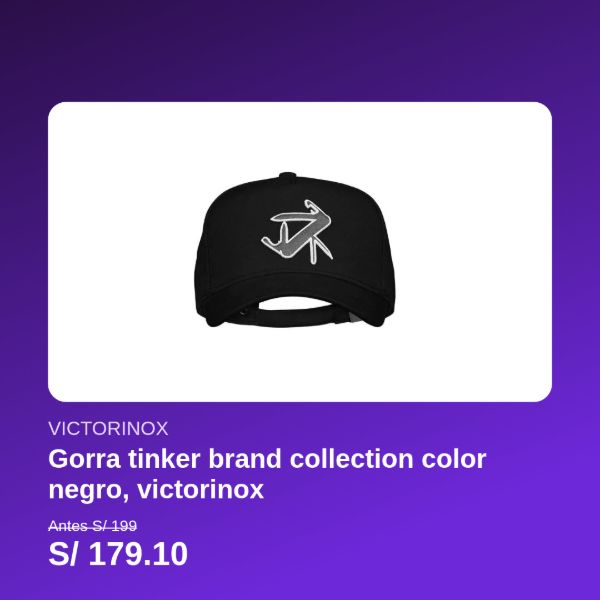 VICTORINOX
Gorra tinker brand collection color
negro, victorinox
Antes S/ 199
S/ 179.10